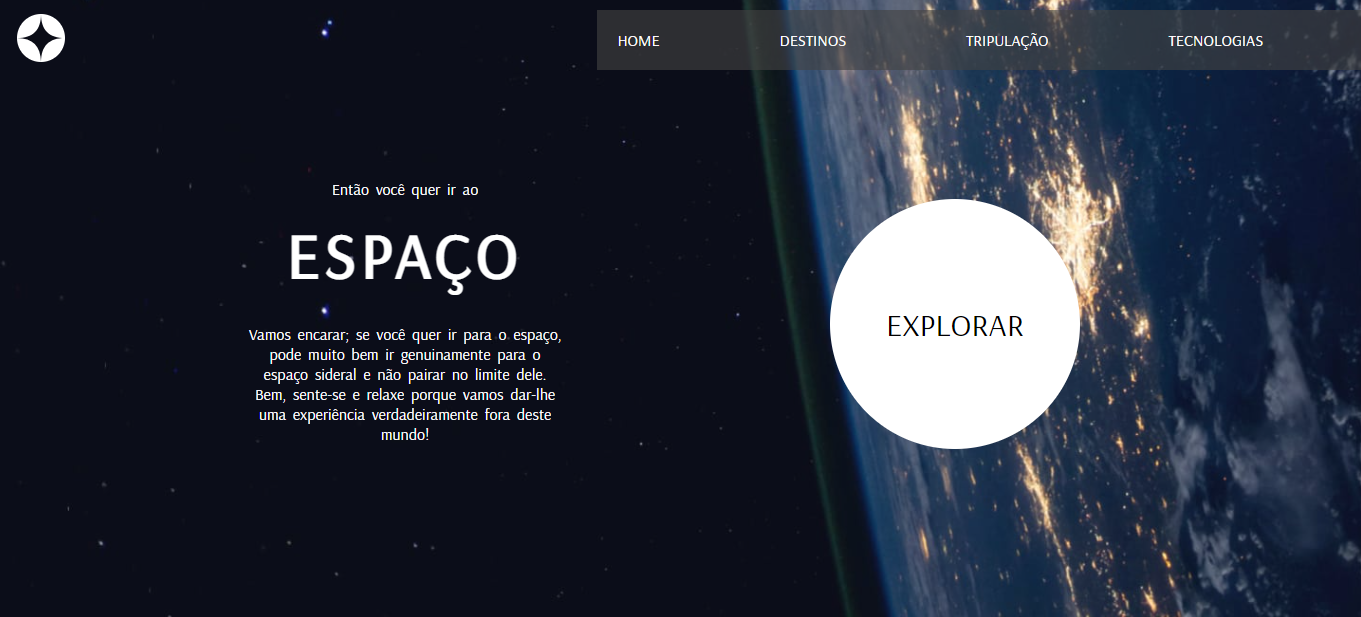 HOME DESTINOS TRIPULAÇÃO TECNOLOGIAS
Então você quer ir ao
ESPAÇO
Vamos encarar; se você quer ir para o espaço,
pode muito bem ir genuinamente para o
espaço sideral e não pairar no limite dele.
Bem, sente-se e relaxe porque vamos dar-lhe
uma experiência verdadeiramente fora deste
mundo!
EXPLORAR